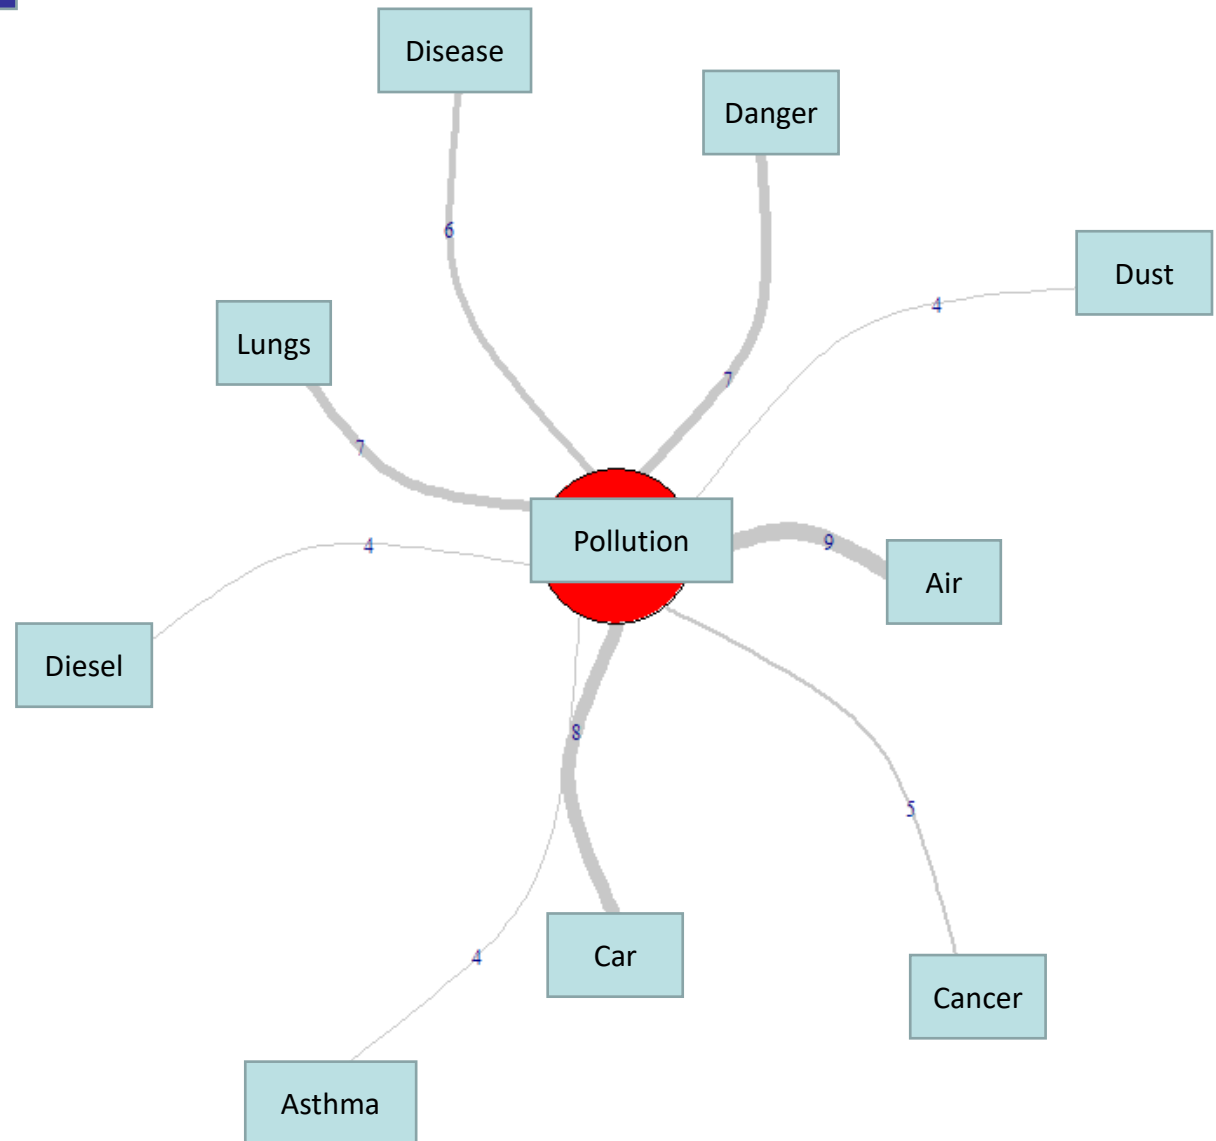 Disease
Danger
6
Dust
4
Lungs
7
7
Pollution
9
Air
4
Diesel
8
5
Car
4
Cancer
Asthma